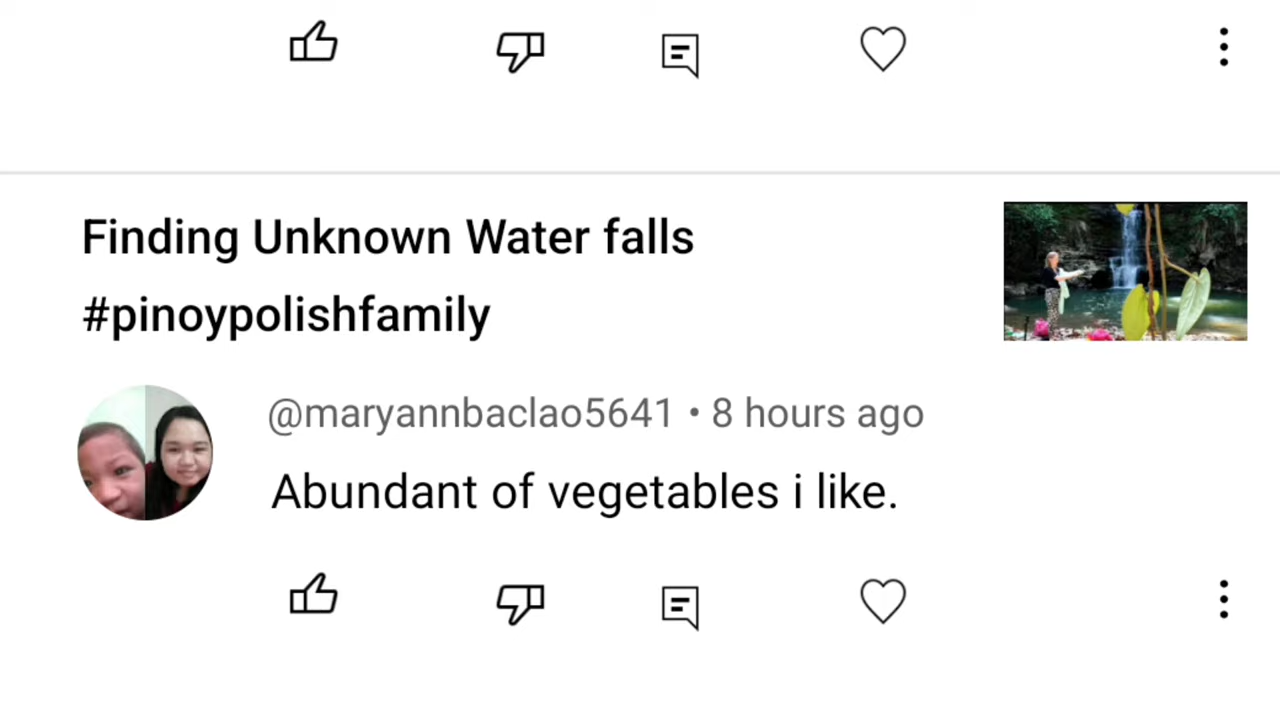 Finding Unknown Water falls
#pinoypolishfamily
@maryannbaclao5641 • 8 hours ago
Abundant of vegetables i like.